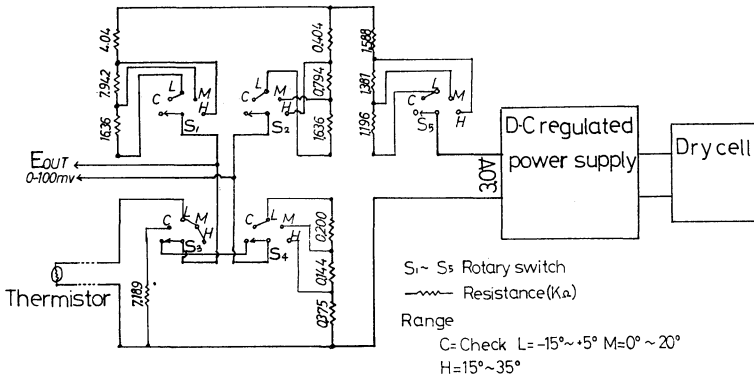 4.04
7.942
1.636
C L M H
S1
0.404
0.794
1.636
C L M H
S2
1.588
1.381
1.196
C L M H
S5
EOUT
0-100mv
3.0V
D-C regulated
power supply
Dry cell
Thermistor
7.189
C L M H
S3
C L M H
S4
0.200
0.144
0.375
S1~ S5 Rotary switch
Resistance(KΩ)
Range
C=Check L=-15°~+5° M=0°~20°
H=15°~35°